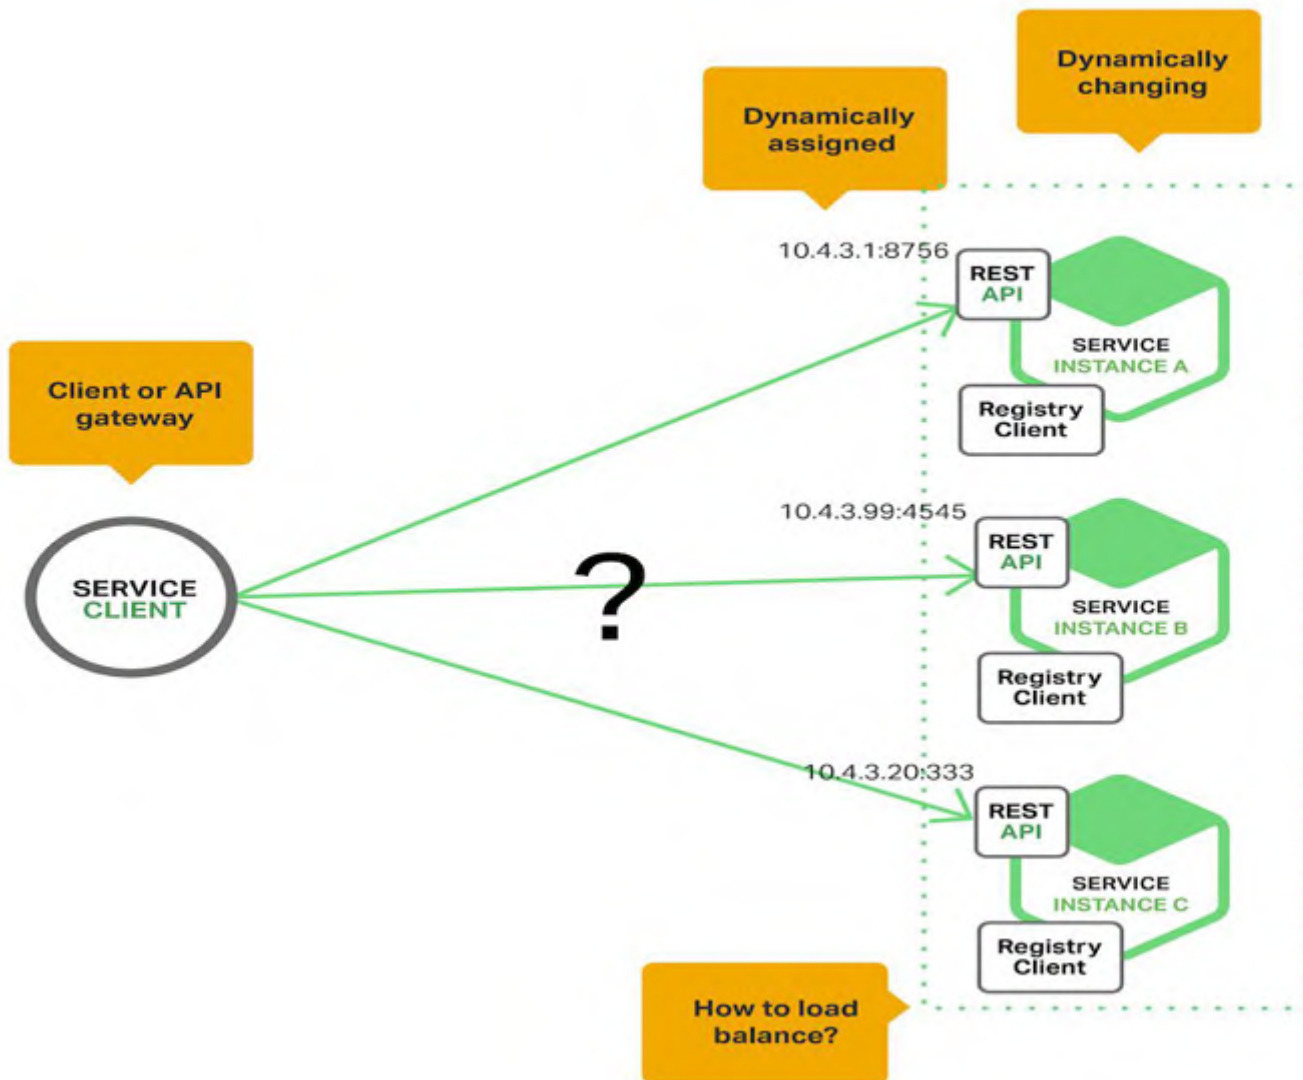 Dynamically
changing
Dynamically
assigned
10.4.3.1:8756
REST
API
SERVICE
INSTANCE A
Registry
Client
Client or API
gateway
10.4.3.99:4545
REST
API
?
SERVICE
CLIENT
SERVICE
INSTANCE B
Registry
Client
10.4.3.20:333
REST
API
SERVICE
INSTANCE C
Registry
Client
How to load
balance?